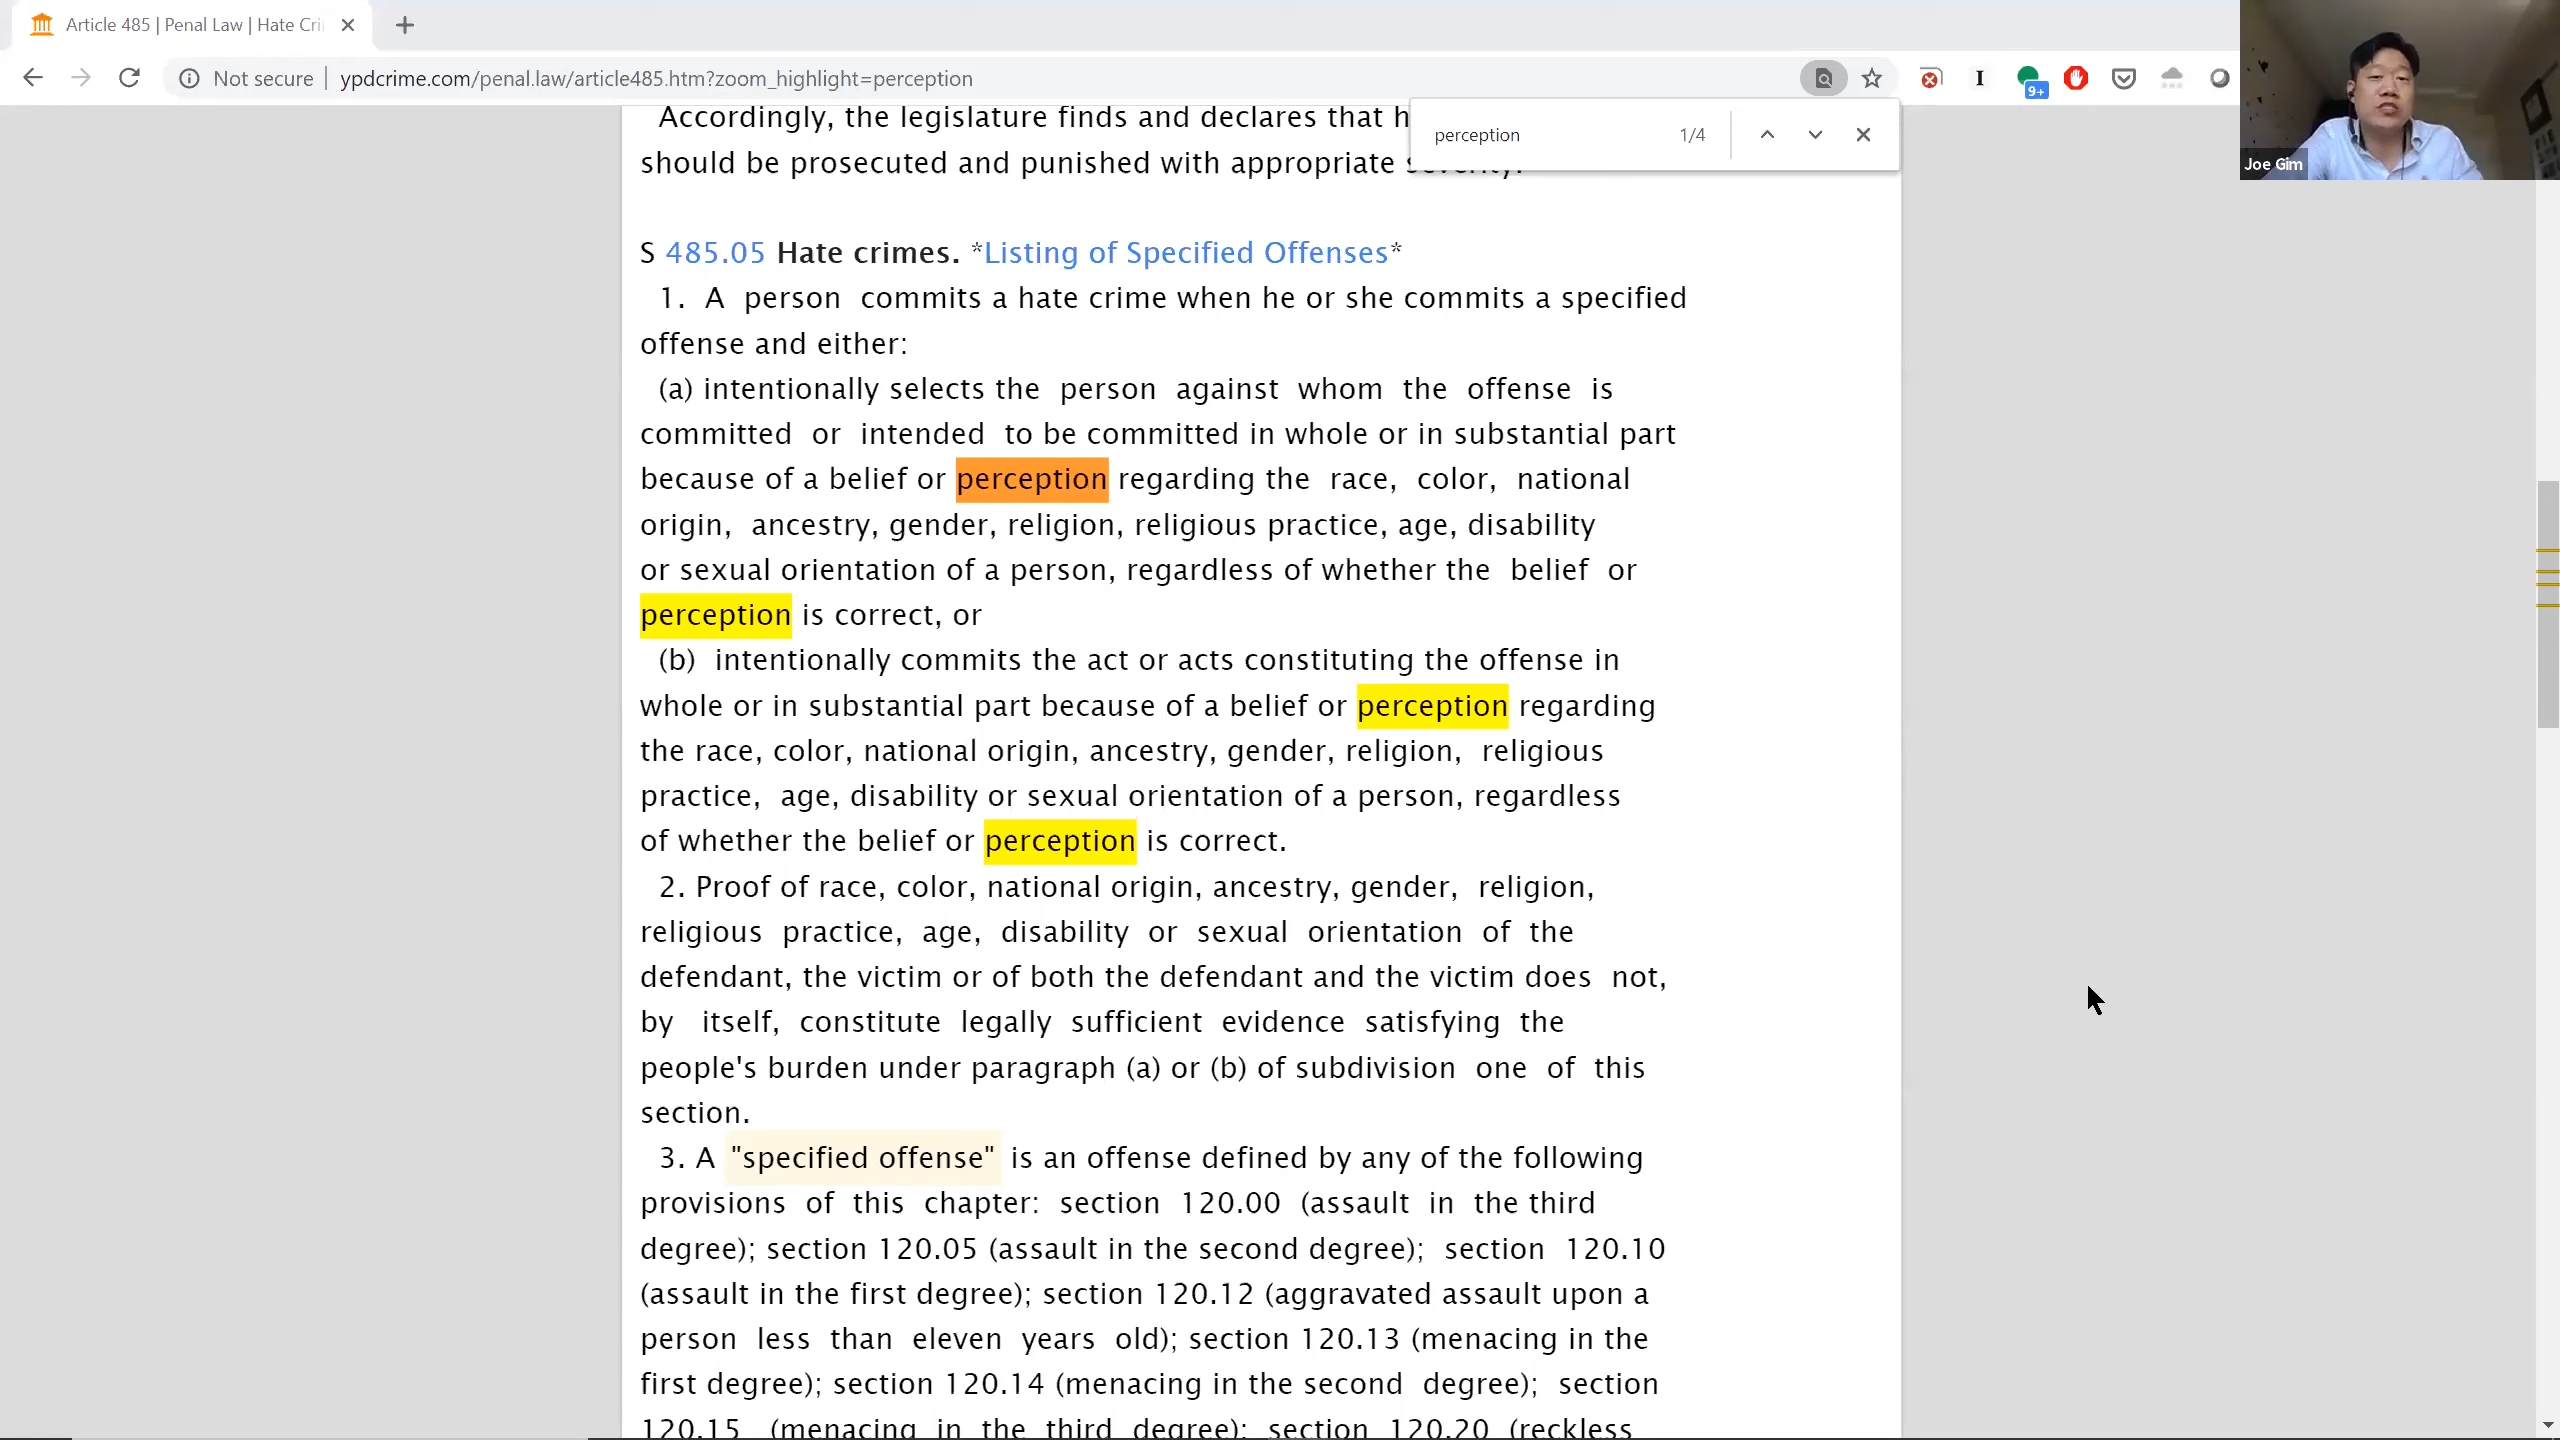 Article 485 | Penal Law | Hate Cri
Not secure | ypdcrime.com/penal.law/article485.htm?zoom_highlight=perception
9+
Joe Gim
perception 1/4
Accordingly, the legislature finds and declares that h
should be prosecuted and punished with appropriate severity.
S 485.05 Hate crimes. *Listing of Specified Offenses*
1. A person commits a hate crime when he or she commits a specified
offense and either:
(a) intentionally selects the person against whom the offense is
committed or intended to be committed in whole or in substantial part
because of a belief or perception regarding the race, color, national
origin, ancestry, gender, religion, religious practice, age, disability
or sexual orientation of a person, regardless of whether the belief or
perception is correct, or
(b) intentionally commits the act or acts constituting the offense in
whole or in substantial part because of a belief or perception regarding
the race, color, national origin, ancestry, gender, religion, religious
practice, age, disability or sexual orientation of a person, regardless
of whether the belief or perception is correct.
2. Proof of race, color, national origin, ancestry, gender, religion,
religious practice, age, disability or sexual orientation of the
defendant, the victim or of both the defendant and the victim does not,
by itself, constitute legally sufficient evidence satisfying the
people's burden under paragraph (a) or (b) of subdivision one of this
section.
3. A "specified offense" is an offense defined by any of the following
provisions of this chapter: section 120.00 (assault in the third
degree); section 120.05 (assault in the second degree); section 120.10
(assault in the first degree); section 120.12 (aggravated assault upon a
person less than eleven years old); section 120.13 (menacing in the
first degree); section 120.14 (menacing in the second degree); section
120.15 (menacing in the third degree); section 120.20 (reckless